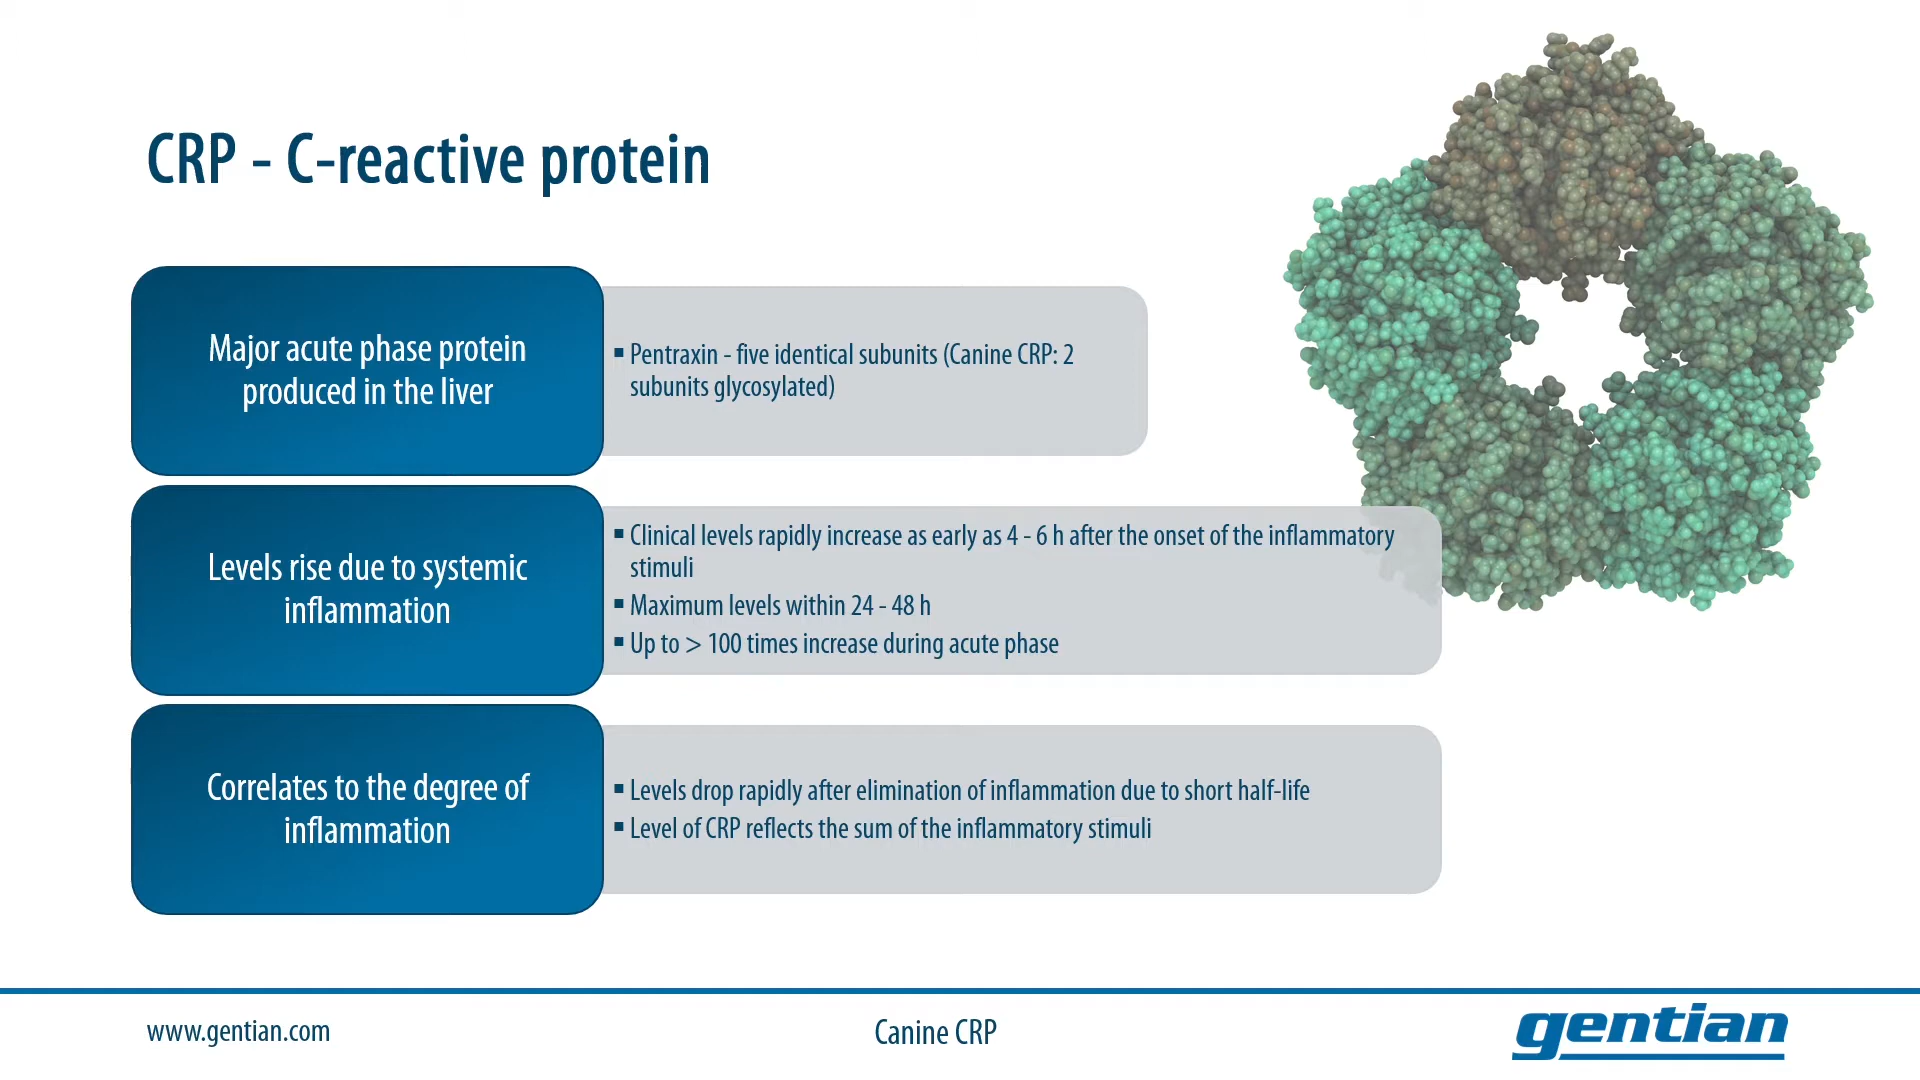 CRP - C-reactive protein
Major acute phase protein
produced in the liver
▪ Pentraxin - five identical subunits (Canine CRP: 2
subunits glycosylated)
Levels rise due to systemic
inflammation
▪ Clinical levels rapidly increase as early as 4 - 6 h after the onset of the inflammatory
stimuli
▪ Maximum levels within 24 - 48 h
▪ Up to > 100 times increase during acute phase
Correlates to the degree of
inflammation
▪ Levels drop rapidly after elimination of inflammation due to short half-life
▪ Level of CRP reflects the sum of the inflammatory stimuli
www.gentian.com
Canine CRP
gentian